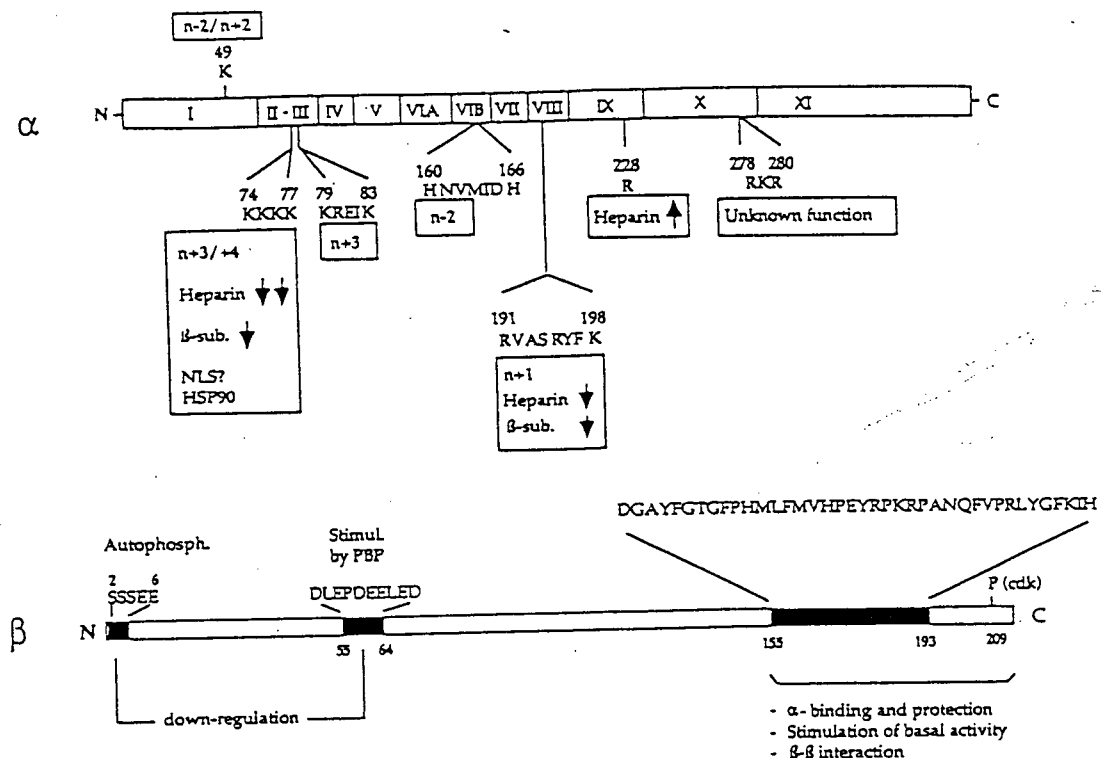 n-2/n+2
49
K
α
N
I
II - III
IV
V
VIA
VIB
VII
VIII
IX
X
XI
C
74 77 79 83
KKKK KREIK
160 166
HNVMIDH
228
R
278 280
RKR
n+3/+4
Heparin ↓↓
ß-sub. ↓
NLS?
HSP90
n+3
n-2
Heparin ↑
Unknown function
191 198
RVASRYFK
n+1
Heparin ↓
ß-sub. ↓
DGAYFGTGFPHMLFMVHPEYRPKRPANQFVPRLYGFKIH
Autophosph.
Stimul.
by PBP
2 6
SSSEE
DLEPDEELED
P (cdk)
β
N
C
55 64
155 193 209
down-regulation
- α- binding and protection
- Stimulation of basal activity
- ß-ß interaction